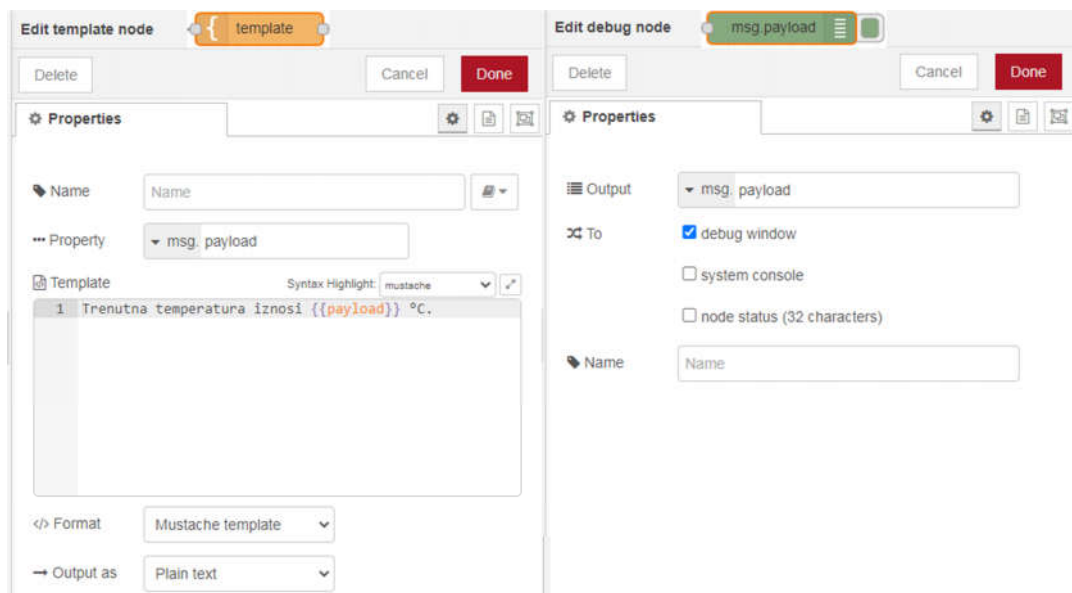 Edit template node
template
Delete
Cancel
Done
Properties
Name
Name
Property
msg. payload
Template
Syntax Highlight: mustache
1 Trenutna temperatura iznosi {{payload}} °C.
</> Format
Mustache template
Output as
Plain text
Edit debug node
msg.payload
Delete
Cancel
Done
Properties
Output
msg. payload
To
debug window
system console
node status (32 characters)
Name
Name